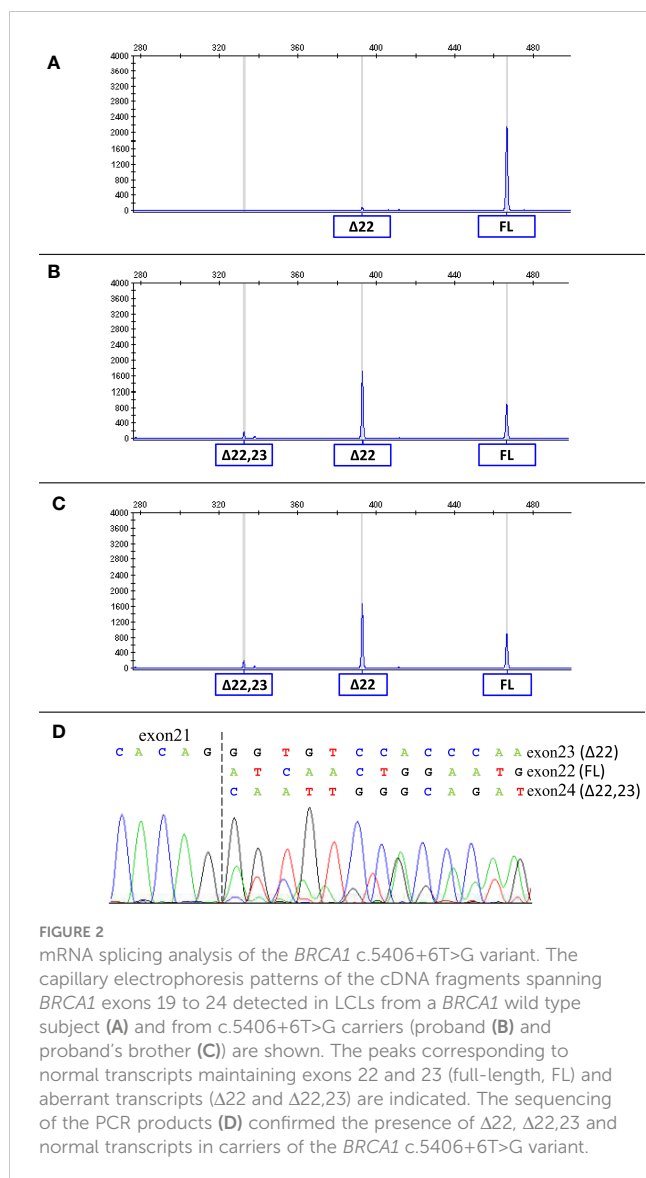 280 320 360 400 440 480
A
4000
3600
3200
2800
2400
2000
1600
1200
800
400
0
Δ22 FL
B
280 320 360 400 440 480
4000
3600
3200
2800
2400
2000
1600
1200
800
400
0
Δ22,23 Δ22 FL
C
280 320 360 400 440 480
4000
3600
3200
2800
2400
2000
1600
1200
800
400
0
Δ22,23 Δ22 FL
D
exon21
C A C A G G G T G T C C A C C C A A exon23 (Δ22)
A T C A A C T G G A A T G exon22 (FL)
C A A T T G G G C A G A T exon24 (Δ22,23)
FIGURE 2
mRNA splicing analysis of the BRCA1 c.5406+6T>G variant. The
capillary electrophoresis patterns of the cDNA fragments spanning
BRCA1 exons 19 to 24 detected in LCLs from a BRCA1 wild type
subject (A) and from c.5406+6T>G carriers (proband (B) and
proband's brother (C)) are shown. The peaks corresponding to
normal transcripts maintaining exons 22 and 23 (full-length, FL) and
aberrant transcripts (Δ22 and Δ22,23) are indicated. The sequencing
of the PCR products (D) confirmed the presence of Δ22, Δ22,23 and
normal transcripts in carriers of the BRCA1 c.5406+6T>G variant.